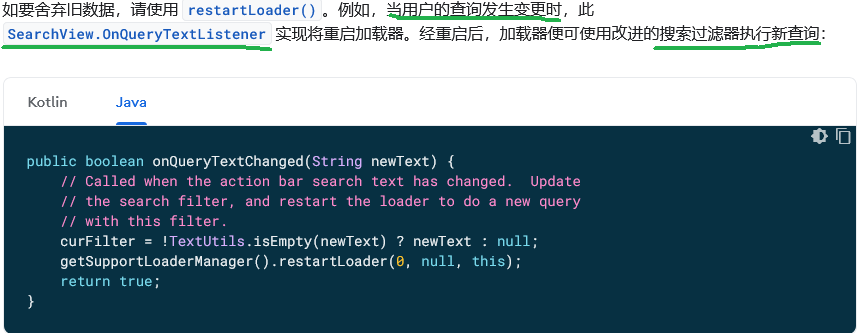 如要舍弃旧数据，请使用 restartLoader()。例如，当用户的查询发生变更时，此
SearchView.OnQueryTextListener 实现将重启加载器。经重启后，加载器便可使用改进的搜索过滤器执行新查询：
Kotlin Java
public boolean onQueryTextChanged(String newText) {
    // Called when the action bar search text has changed.  Update
    // the search filter, and restart the loader to do a new query
    // with this filter.
    curFilter = !TextUtils.isEmpty(newText) ? newText : null;
    getSupportLoaderManager().restartLoader(0, null, this);
    return true;
}